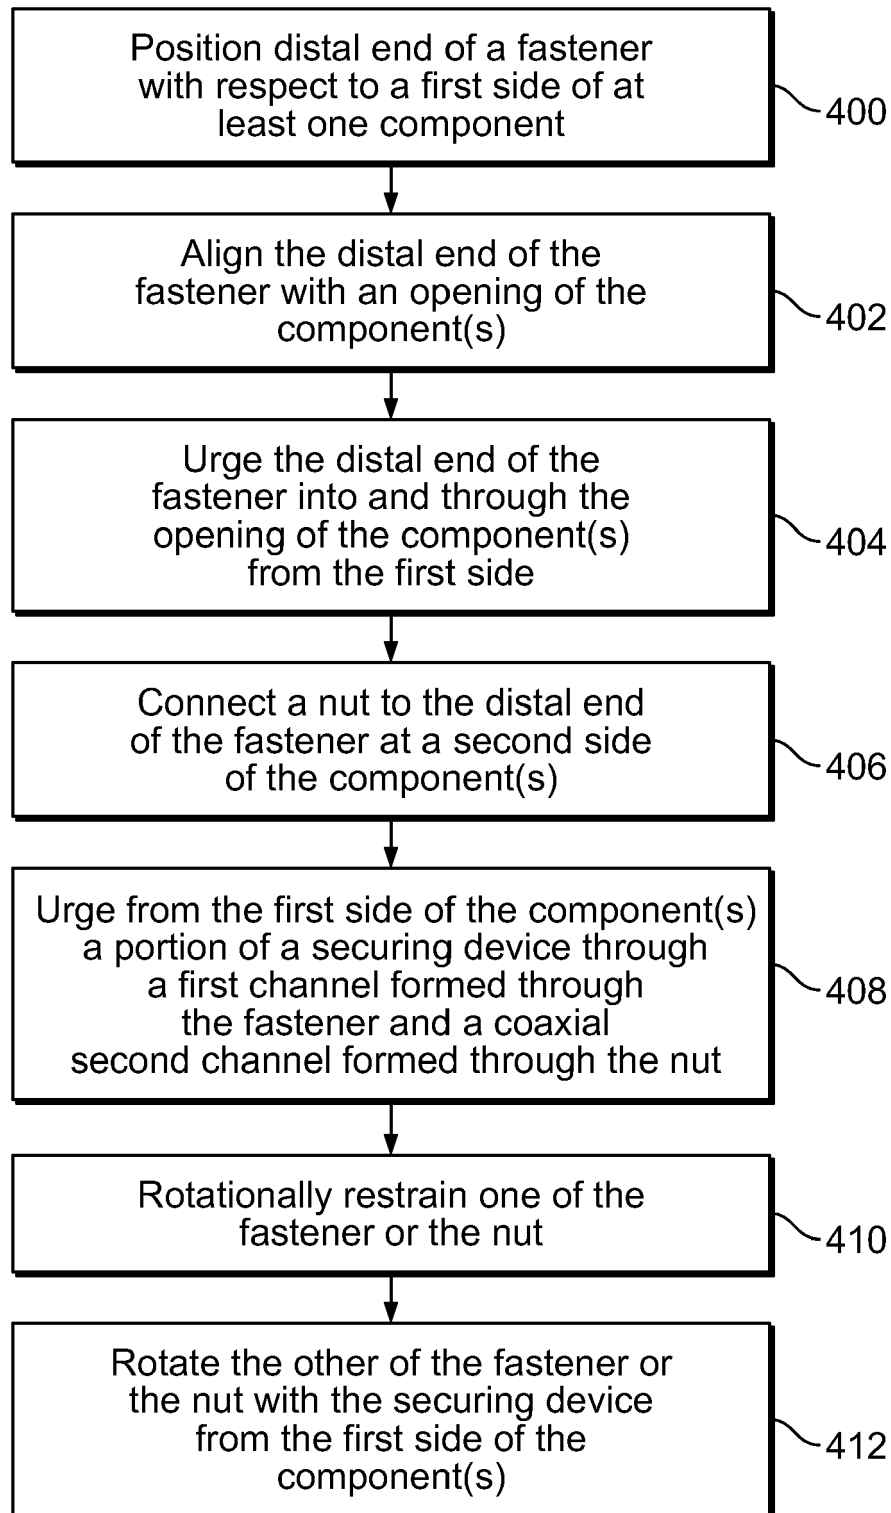 Position distal end of a fastener
with respect to a first side of at
least one component
400
Align the distal end of the
fastener with an opening of the
component(s)
402
Urge the distal end of the
fastener into and through the
opening of the component(s)
from the first side
404
Connect a nut to the distal end
of the fastener at a second side
of the component(s)
406
Urge from the first side of the component(s)
a portion of a securing device through
a first channel formed through
the fastener and a coaxial
second channel formed through the nut
408
Rotationally restrain one of the
fastener or the nut
410
Rotate the other of the fastener or
the nut with the securing device
from the first side of the
component(s)
412